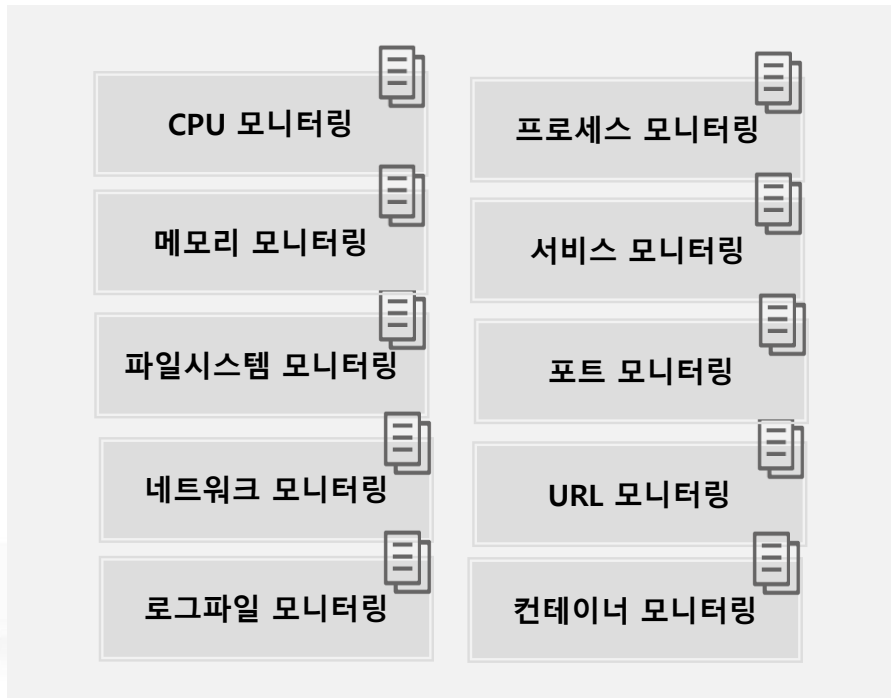 CPU 모니터링
메모리 모니터링
파일시스템 모니터링
네트워크 모니터링
로그파일 모니터링
프로세스 모니터링
서비스 모니터링
포트 모니터링
URL 모니터링
컨테이너 모니터링